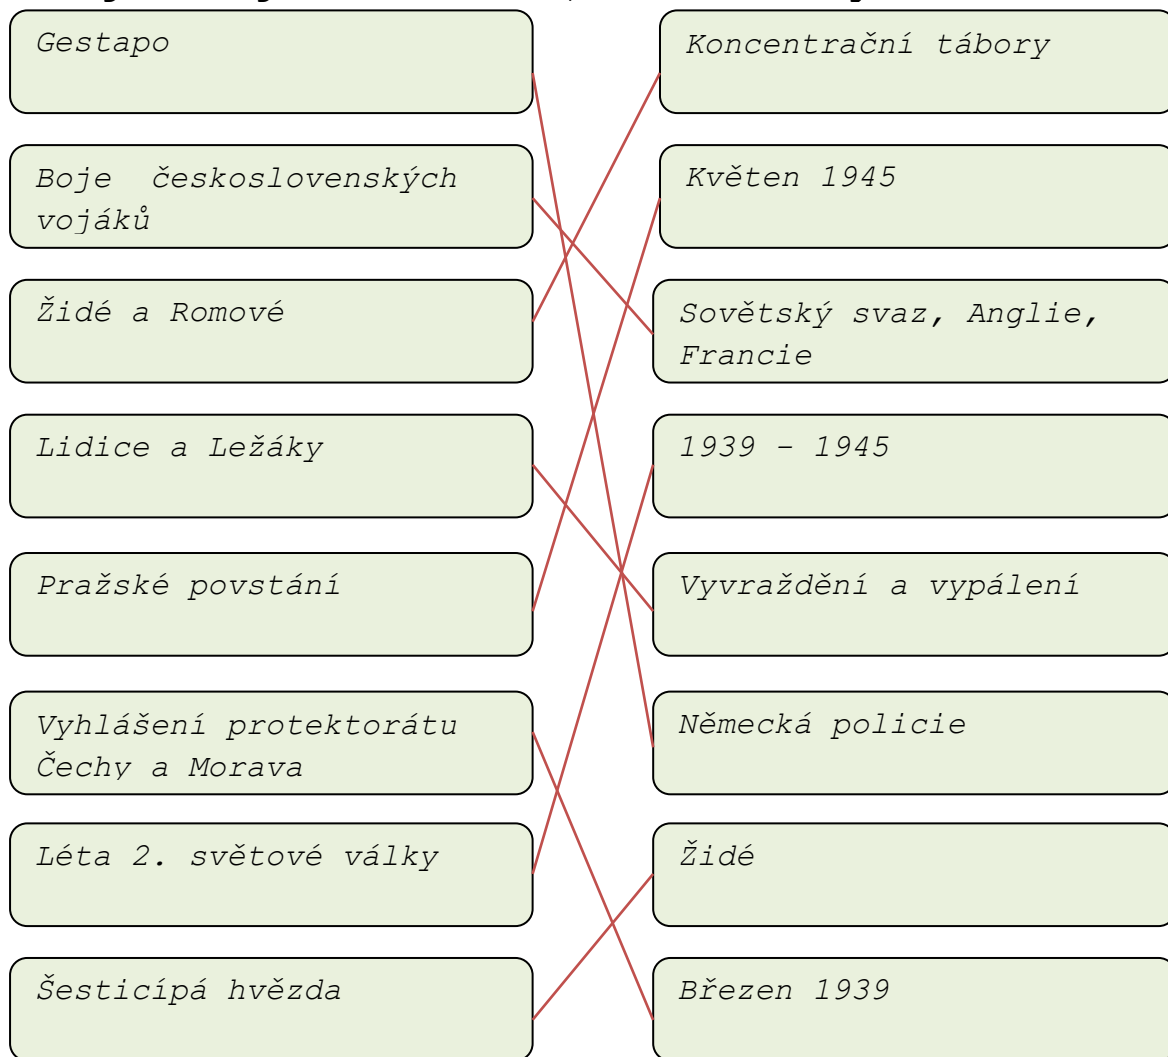 Gestapo
Koncentrační tábory
Boje československých
vojáků
Květen 1945
Židé a Romové
Sovětský svaz, Anglie,
Francie
Lidice a Ležáky
1939 – 1945
Pražské povstání
Vyvraždění a vypálení
Vyhlášení protektorátu
Čechy a Morava
Německá policie
Léta 2. světové války
Židé
Šesticípá hvězda
Březen 1939